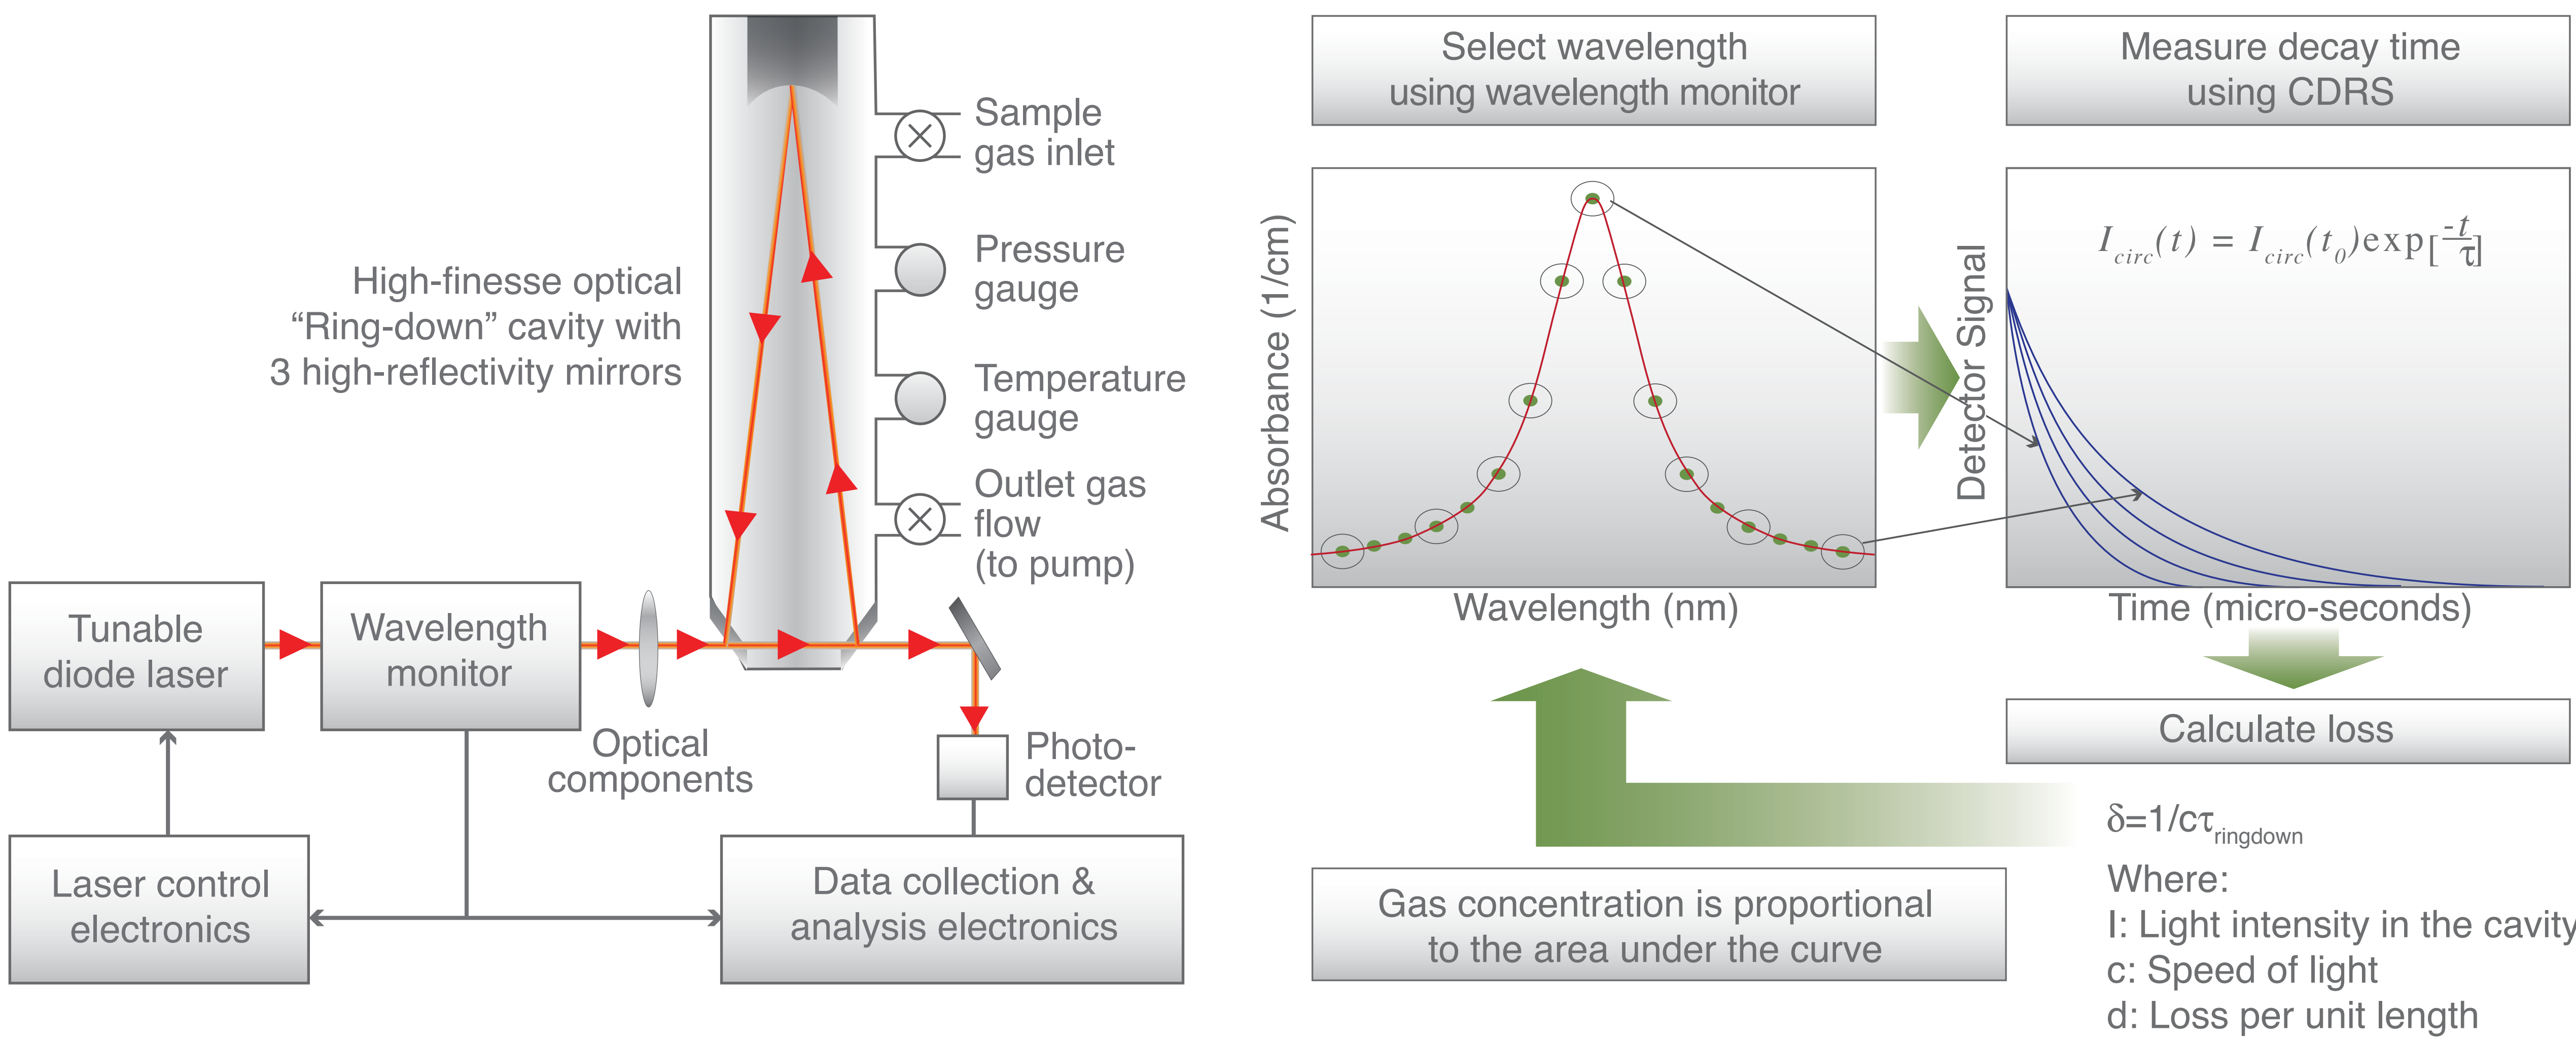 High-finesse optical
“Ring-down” cavity with
3 high-reflectivity mirrors
Sample
gas inlet
Pressure
gauge
Temperature
gauge
Outlet gas
flow
(to pump)
Tunable
diode laser
Wavelength
monitor
Optical
components
Photo-
detector
Laser control
electronics
Data collection &
analysis electronics
Select wavelength
using wavelength monitor
Absorbance (1/cm)
Wavelength (nm)
Measure decay time
using CDRS
Detector Signal
I_circ(t) = I_circ(t_0)exp[-t/τ]
Time (micro-seconds)
Calculate loss
Gas concentration is proportional
to the area under the curve
δ=1/cτ_ringdown
Where:
I: Light intensity in the cavity
c: Speed of light
d: Loss per unit length